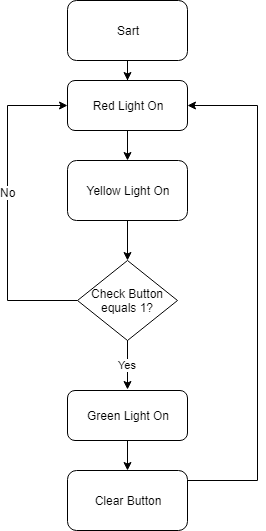 Sart
Red Light On
Yellow Light On
No
Check Button
equals 1?
Yes
Green Light On
Clear Button